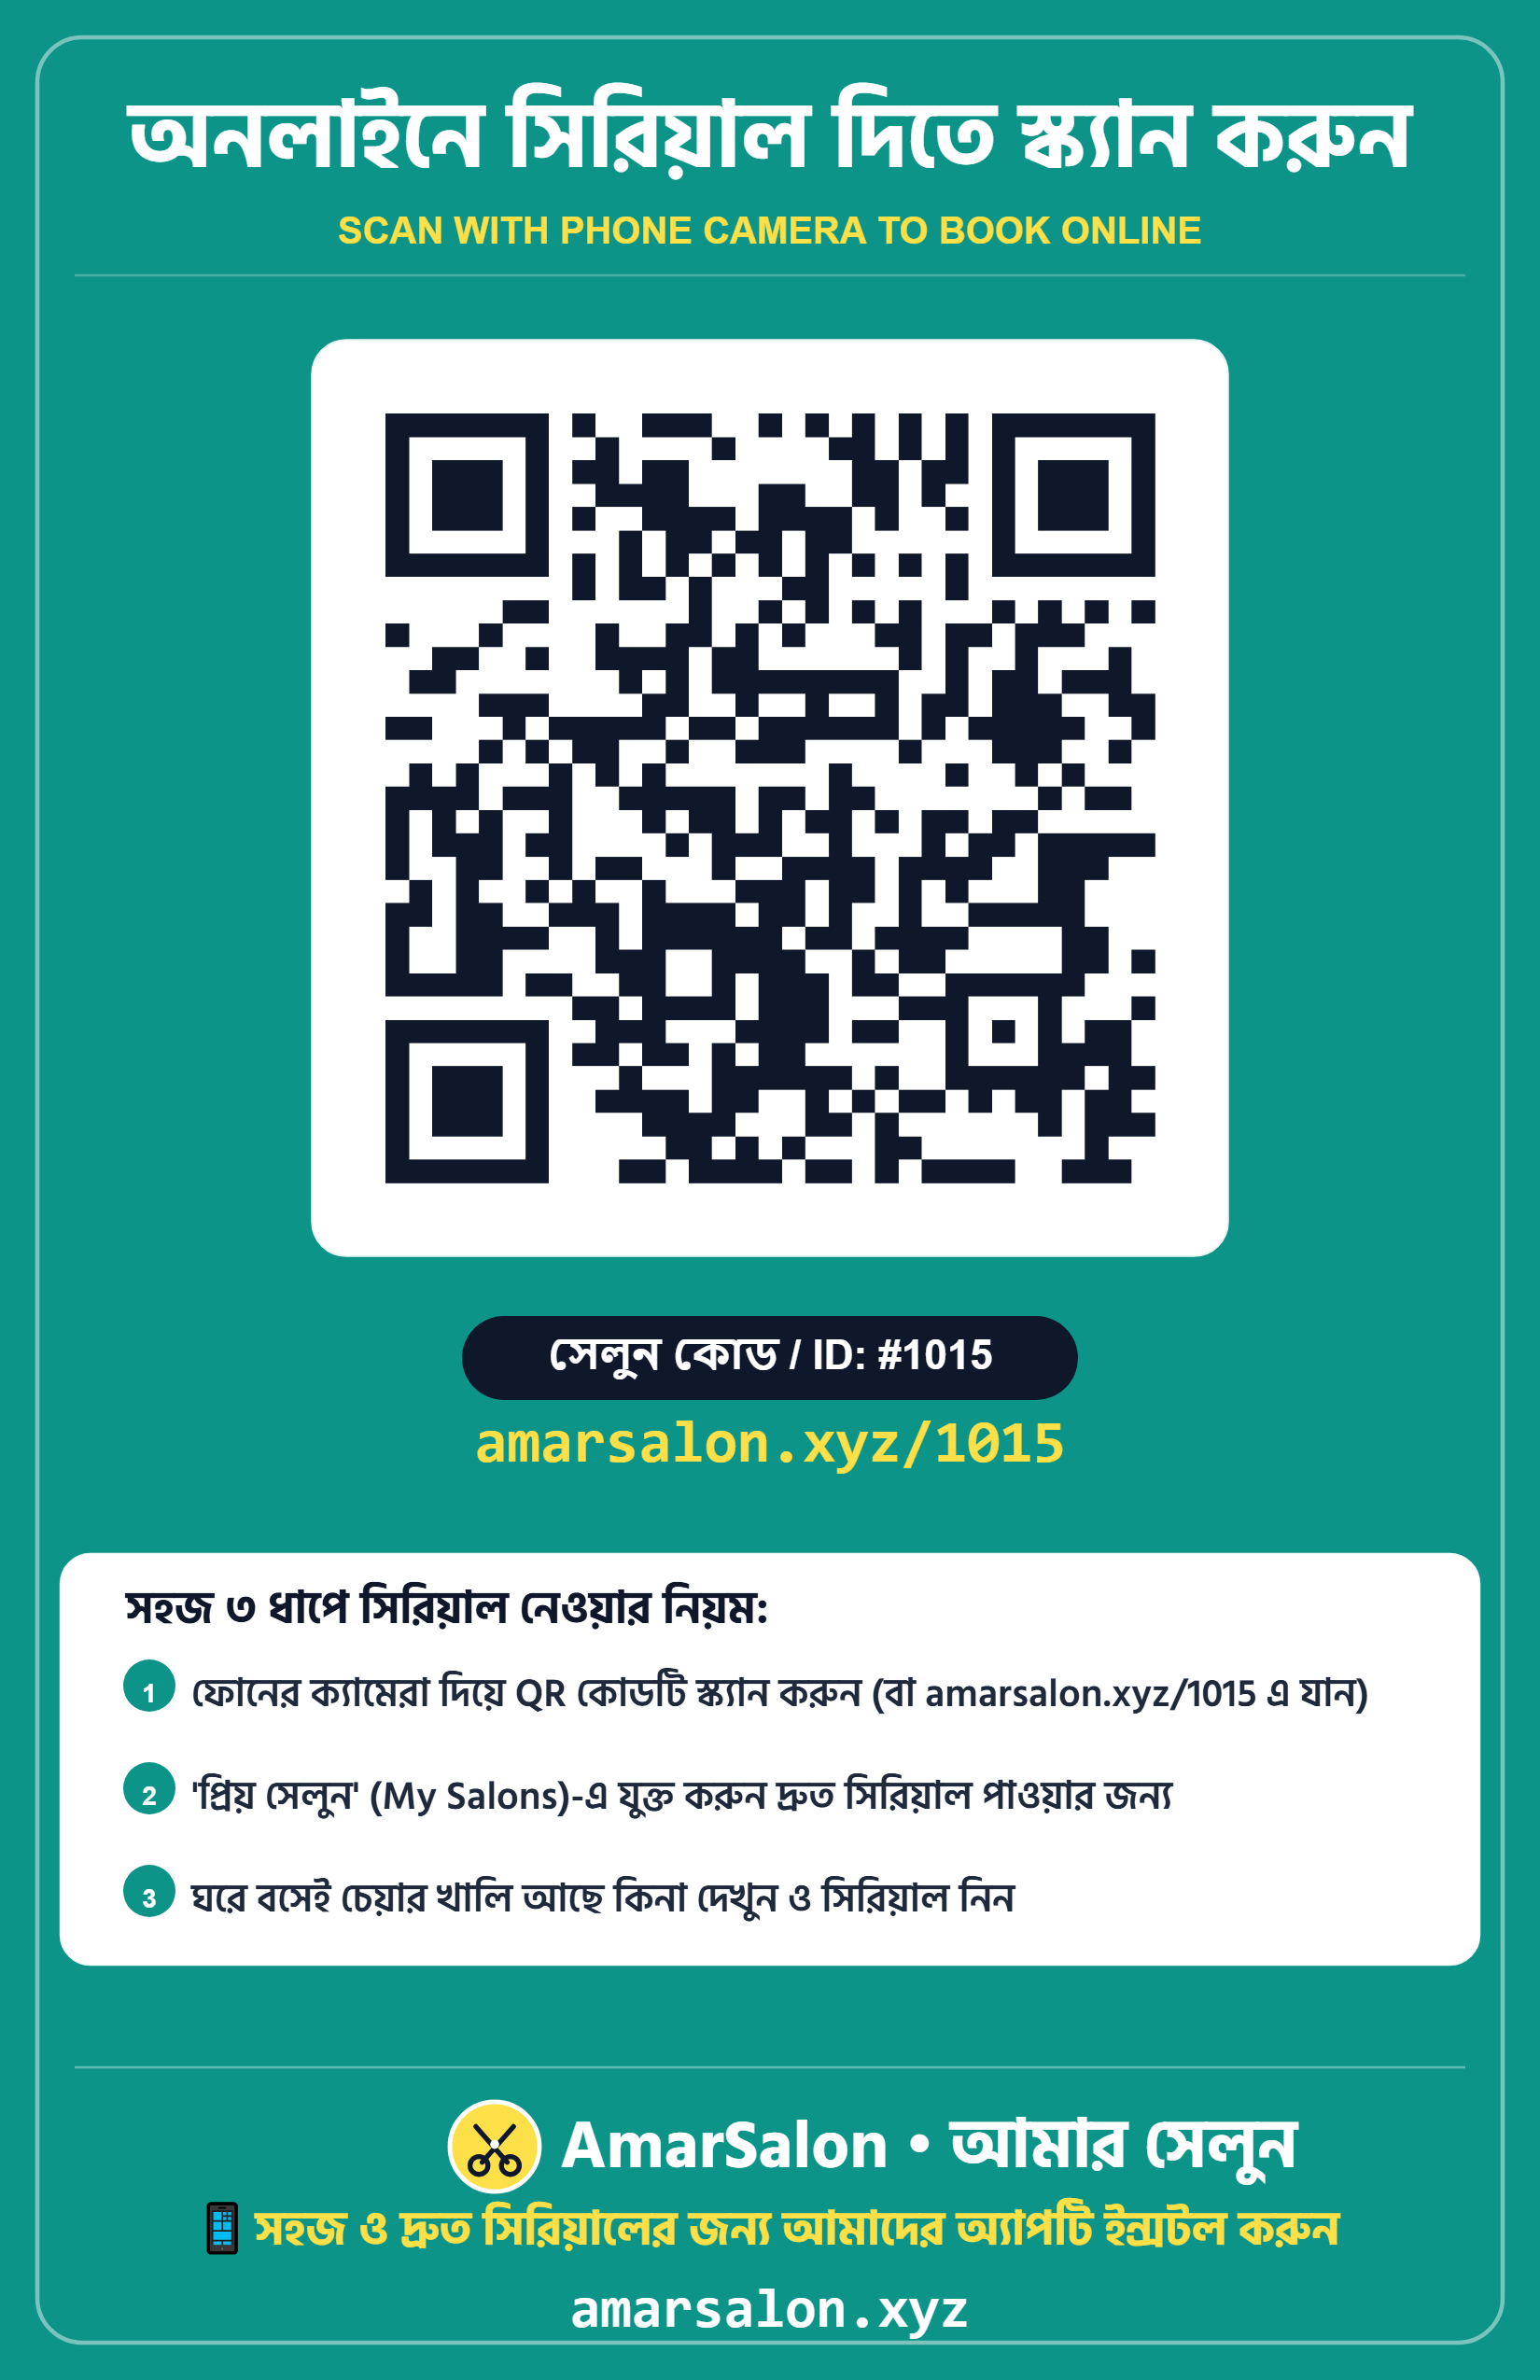 অনলাইনে সিরিয়াল দিতে স্ক্যান করুন
SCAN WITH PHONE CAMERA TO BOOK ONLINE
সেলুন কোড / ID: #1015
amarsalon.xyz/1015
সহজ ৩ ধাপে সিরিয়াল নেওয়ার নিয়ম:
1 ফোনের ক্যামেরা দিয়ে QR কোডটি স্ক্যান করুন (বা amarsalon.xyz/1015 এ যান)
2 'প্রিয় সেলুন' (My Salons)-এ যুক্ত করুন দ্রুত সিরিয়াল পাওয়ার জন্য
3 ঘরে বসেই চেয়ার খালি আছে কিনা দেখুন ও সিরিয়াল নিন
AmarSalon • আমার সেলুন
সহজ ও দ্রুত সিরিয়ালের জন্য আমাদের অ্যাপটি ইন্সটল করুন
amarsalon.xyz